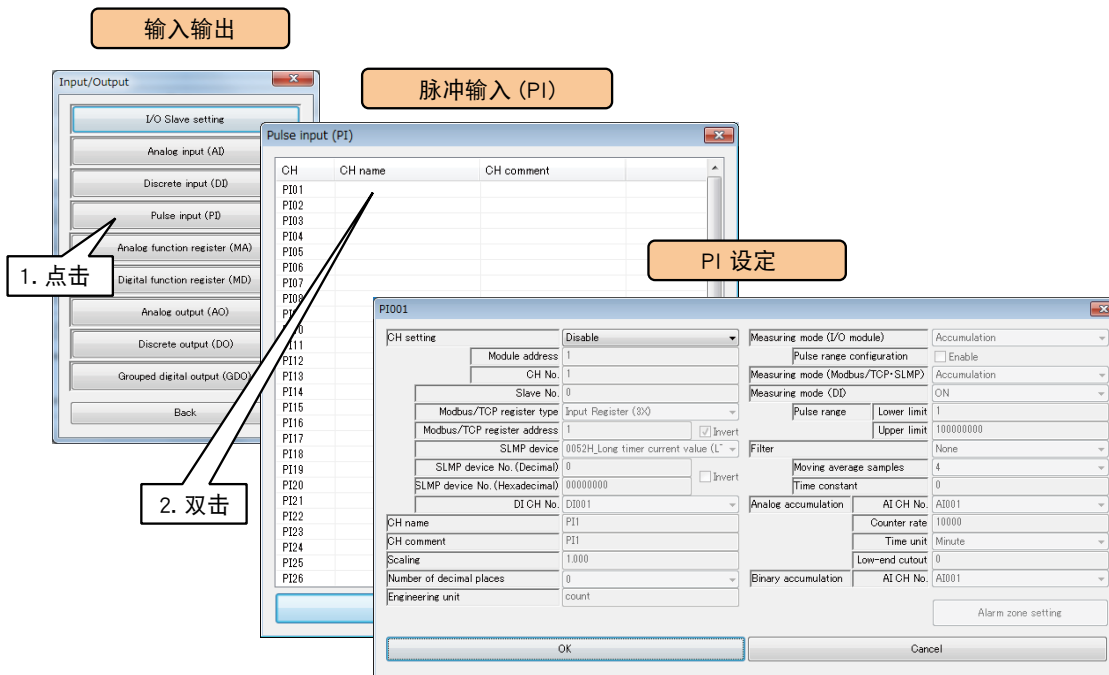 输入输出
Input/Output
I/O Slave setting
Analog input (AI)
Discrete input (DI)
Pulse input (PI)
Analog function register (MA)
Digital function register (MD)
Analog output (AO)
Discrete output (DO)
Grouped digital output (GDO)
Back
1. 点击
脉冲输入 (PI)
Pulse input (PI)
CH CH name CH comment
PI01
PI02
PI03
PI04
PI05
PI06
PI07
PI08
PI11
PI12
PI13
PI14
PI15
PI16
PI17
PI18
PI19
PI20
PI21
PI22
PI23
PI24
PI25
PI26
2. 双击
PI 设定
PI001
CH setting Disable
Module address 1
CH No. 1
Slave No. 0
Modbus/TCP register type Input Register (3X)
Modbus/TCP register address 1 Invert
SLMP device 0052H_Long timer current value (L
SLMP device No. (Decimal) 0
Invert
SLMP device No. (Hexadecimal) 00000000
DI CH No. DI001
CH name PI1
CH comment PI1
Scaling 1.000
Number of decimal places 0
Engineering unit count
Measuring mode (I/O module) Accumulation
Pulse range configuration Enable
Measuring mode (Modbus/TCP・SLMP) Accumulation
Measuring mode (DI) ON
Pulse range Lower limit 1
Upper limit 100000000
Filter None
Moving average samples 4
Time constant 0
Analog accumulation AI CH No. AI001
Counter rate 10000
Time unit Minute
Low-end cutout 0
Binary accumulation AI CH No. AI001
Alarm zone setting
OK Cancel